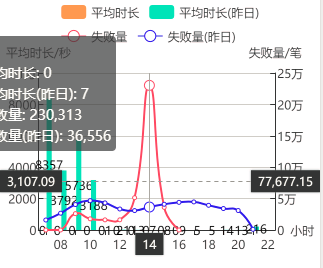 平均时长 平均时长(昨日)
失败量 失败量(昨日)
平均时长/秒 失败量/笔
均时长: 0
均时长(昨日): 7
败量: 230,313
败量(昨日): 36,556
25万
20万
15万
10万
5万
0 小时
8000
4000
2000
0
8357
5736
3792
3188
3,107.09
77,677.15
08 10 12 14 16 18 20 22